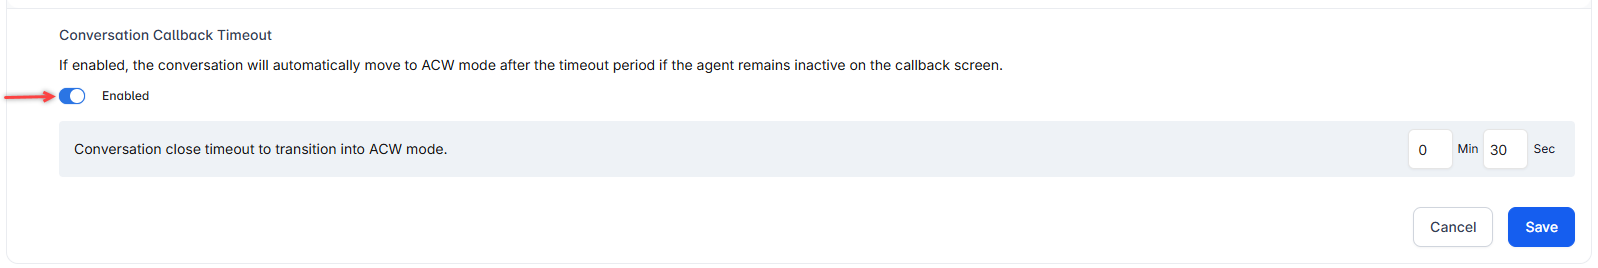 Conversation Callback Timeout
If enabled, the conversation will automatically move to ACW mode after the timeout period if the agent remains inactive on the callback screen.
Enabled
Conversation close timeout to transition into ACW mode. 0 Min 30 Sec
Cancel Save